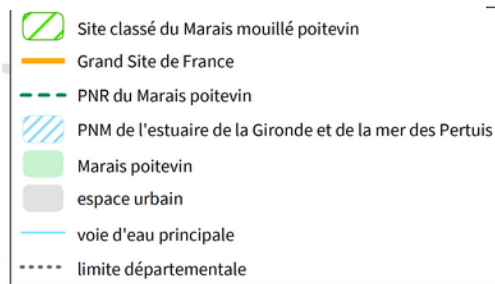 Site classé du Marais mouillé poitevin
Grand Site de France
PNR du Marais poitevin
PNM de l'estuaire de la Gironde et de la mer des Pertuis
Marais poitevin
espace urbain
voie d'eau principale
limite départementale